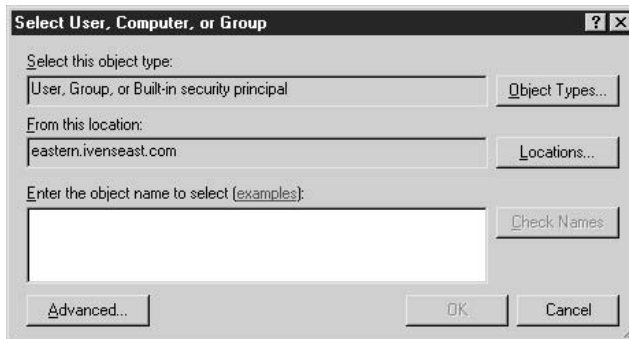 Select User, Computer, or Group
Select this object type:
User, Group, or Built-in security principal
Object Types...
From this location:
eastern.ivenseast.com
Locations...
Enter the object name to select (examples):
Check Names
Advanced...
OK
Cancel